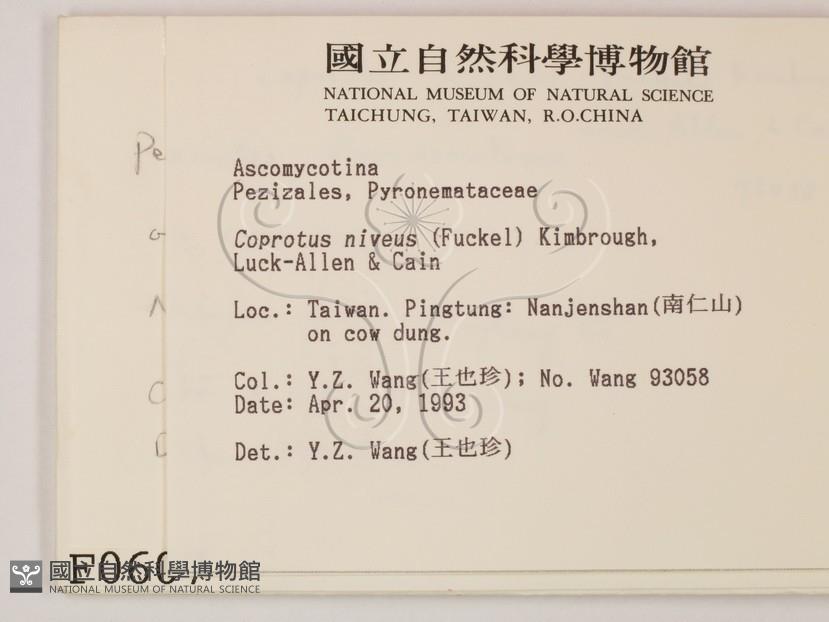 國立自然科學博物館
NATIONAL MUSEUM OF NATURAL SCIENCE
TAICHUNG, TAIWAN, R.O.CHINA
Pe
Ascomycotina
Pezizales, Pyronemataceae
Coprotus niveus (Fuckel) Kimbrough,
Luck-Allen & Cain
Loc.: Taiwan. Pingtung: Nanjenshan(南仁山)
on cow dung.
Col.: Y.Z. Wang(王也珍); No. Wang 93058
Date: Apr. 20, 1993
Det.: Y.Z. Wang(王也珍)
國立自然科學博物館
NATIONAL MUSEUM OF NATURAL SCIENCE